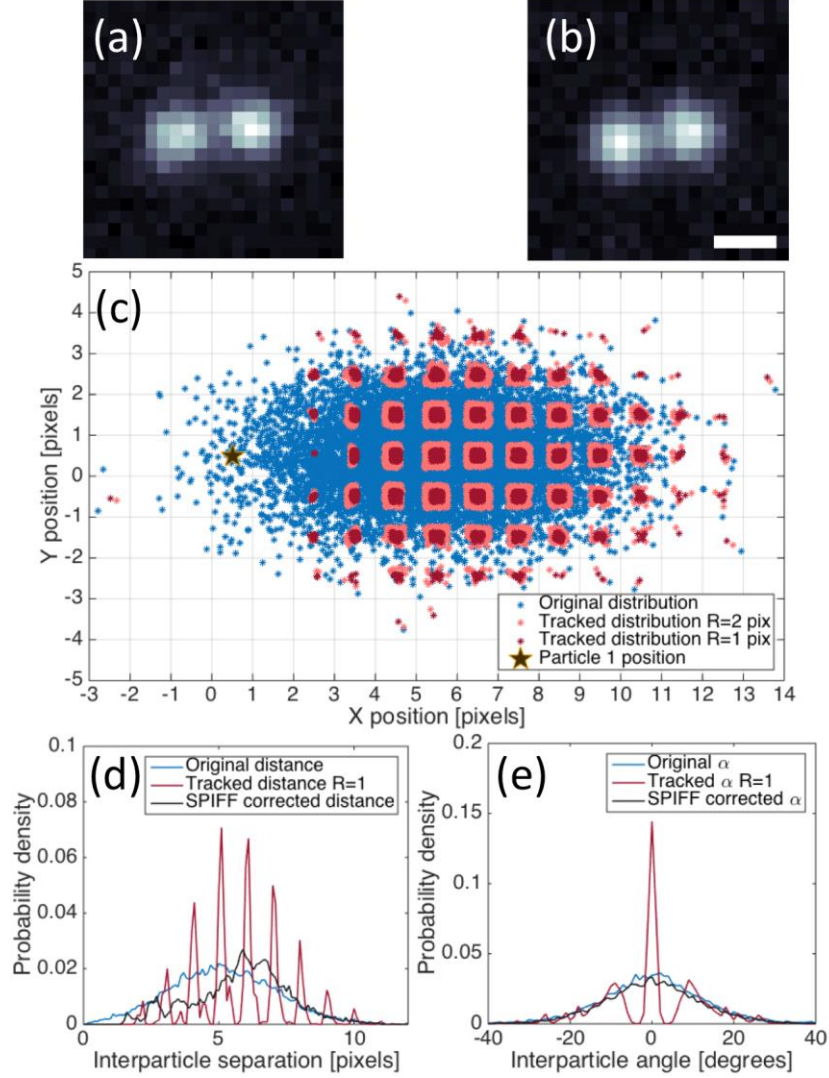 (a)
(b)
(c)
5
4
3
2
1
0
-1
-2
-3
-4
-5
Y position [pixels]
Original distribution
Tracked distribution R=2 pix
Tracked distribution R=1 pix
Particle 1 position
-3 -2 -1 0 1 2 3 4 5 6 7 8 9 10 11 12 13 14
X position [pixels]
(d)
0.1
0.08
0.06
0.04
0.02
0
Probability density
Original distance
Tracked distance R=1
SPIFF corrected distance
0 5 10
Interparticle separation [pixels]
(e)
0.2
0.15
0.1
0.05
0
Probability density
Original α
Tracked α R=1
SPIFF corrected α
-40 -20 0 20 40
Interparticle angle [degrees]